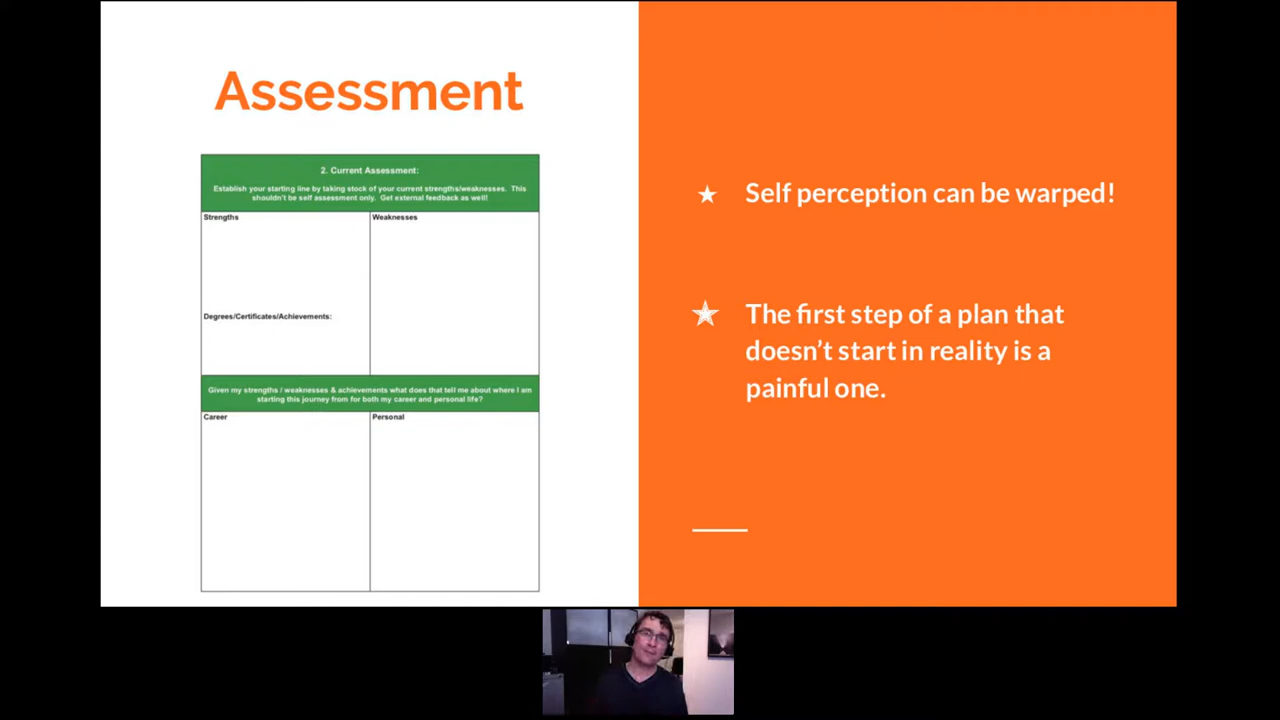 Assessment
2. Current Assessment:
Establish your starting line by taking stock of your current strengths/weaknesses. This
shouldn't be self assessment only. Get external feedback as well!
Strengths
Weaknesses
Degrees/Certificates/Achievements:
Given my strengths / weaknesses & achievements what does that tell me about where I am
starting this journey from for both my career and personal life?
Career
Personal
Self perception can be warped!
The first step of a plan that
doesn’t start in reality is a
painful one.